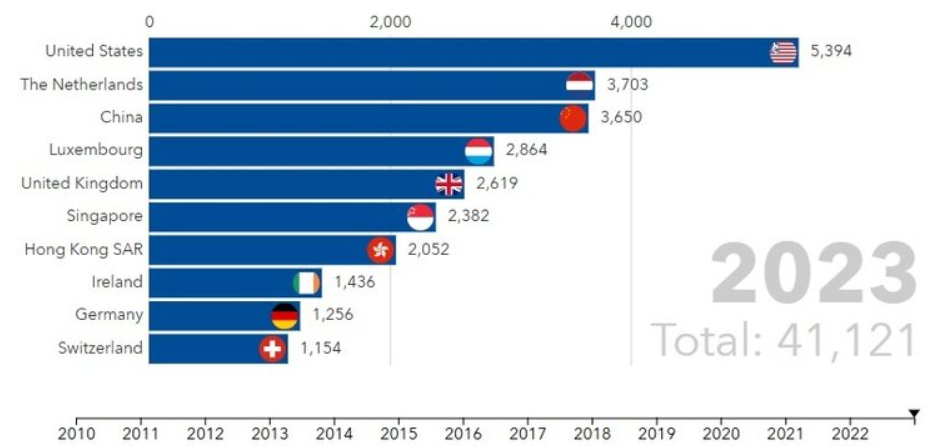 0 2,000 4,000
United States 5,394
The Netherlands 3,703
China 3,650
Luxembourg 2,864
United Kingdom 2,619
Singapore 2,382
Hong Kong SAR 2,052
Ireland 1,436
Germany 1,256
Switzerland 1,154
2023
Total: 41,121
2010 2011 2012 2013 2014 2015 2016 2017 2018 2019 2020 2021 2022